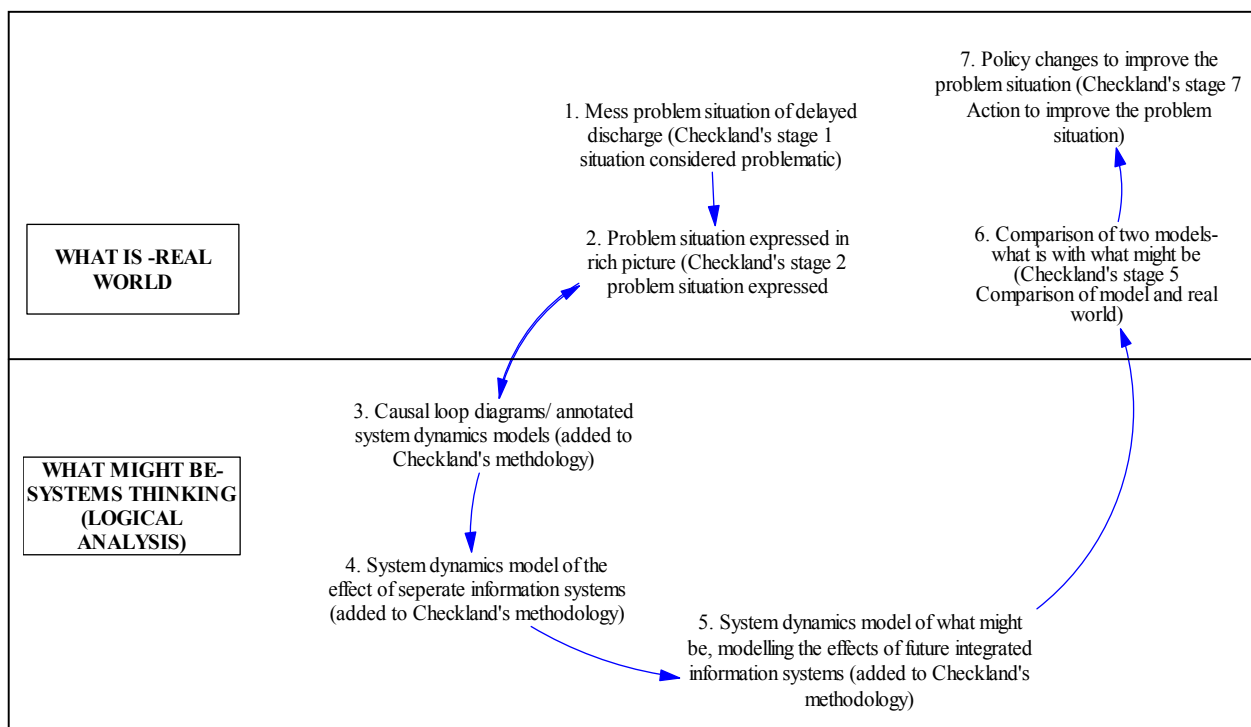 1. Mess problem situation of delayed
discharge (Checkland's stage 1
situation considered problematic)
2. Problem situation expressed in
rich picture (Checkland's stage 2
problem situation expressed
7. Policy changes to improve the
problem situation (Checkland's stage 7
Action to improve the problem
situation)
6. Comparison of two models-
what is with what might be
(Checkland's stage 5
Comparison of model and real
world)
WHAT IS -REAL
WORLD
3. Causal loop diagrams/ annotated
system dynamics models (added to
Checkland's methdology)
WHAT MIGHT BE-
SYSTEMS THINKING
(LOGICAL
ANALYSIS)
4. System dynamics model of the
effect of seperate information systems
(added to Checkland's methodology)
5. System dynamics model of what might
be, modelling the effects of future integrated
information systems (added to Checkland's
methodology)